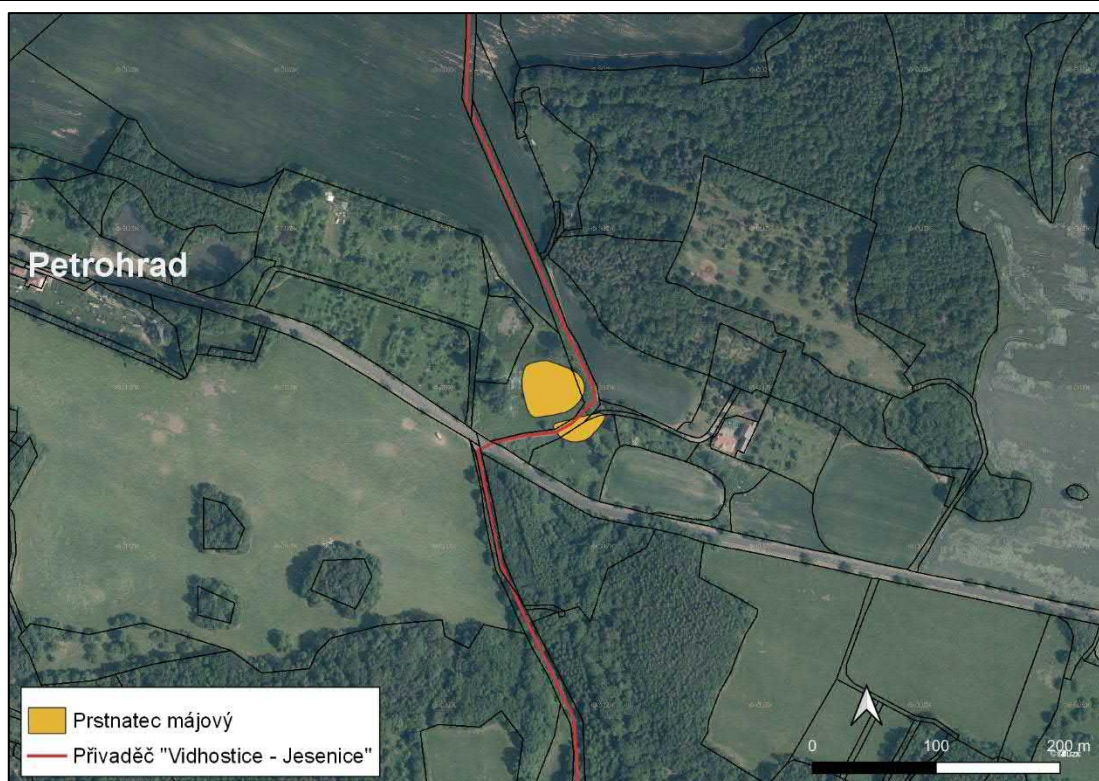 Petrohrad
Prstnatec májový
Přivaděč "Vidhostice - Jesenice"
0 100 200 m